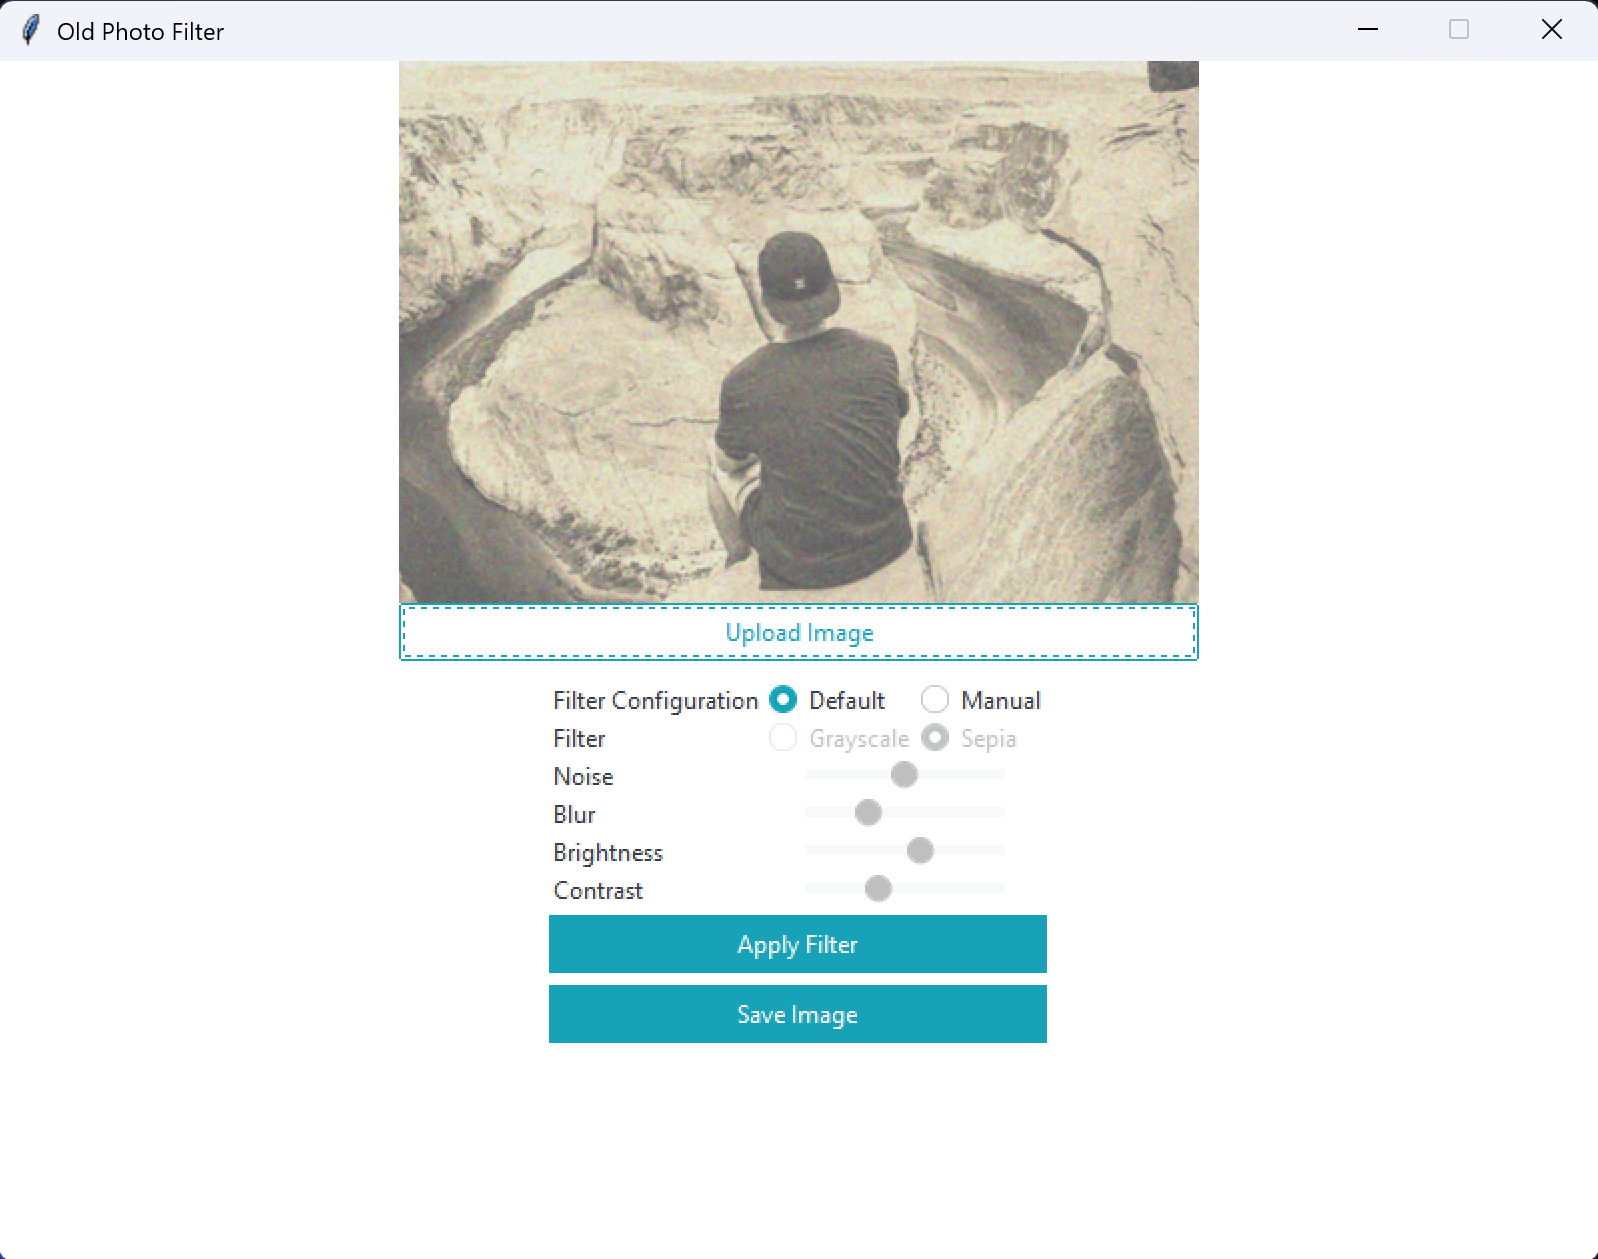 Old Photo Filter
Upload Image
Filter Configuration Default Manual
Filter Grayscale Sepia
Noise
Blur
Brightness
Contrast
Apply Filter
Save Image